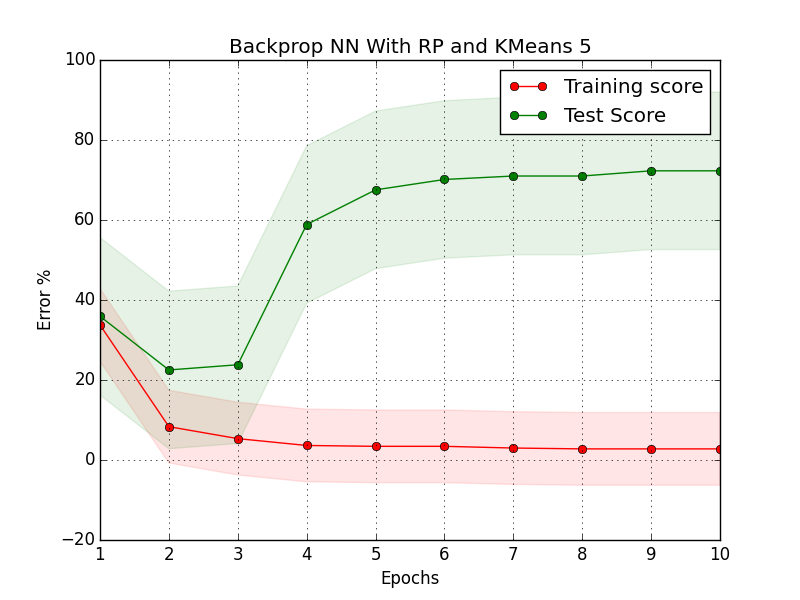 Backprop NN With RP and KMeans 5
Training score
Test Score
100
80
60
40
20
0
−20
Error %
1 2 3 4 5 6 7 8 9 10
Epochs